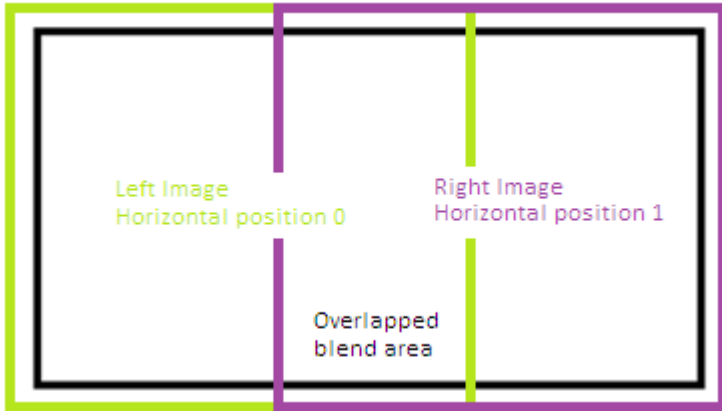 Left Image
Horizontal position 0
Right Image
Horizontal position 1
Overlapped
blend area